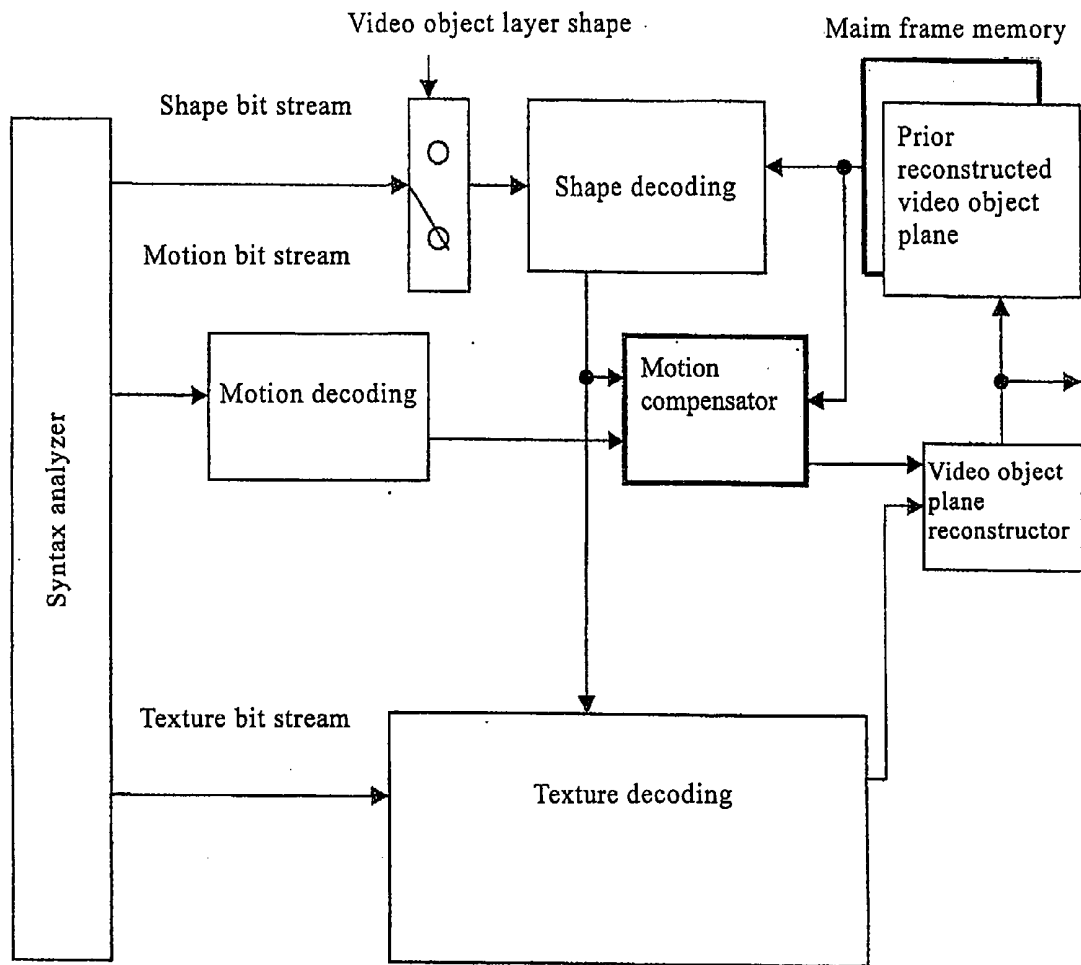 Video object layer shape
Maim frame memory
Shape bit stream
Shape decoding
Prior
reconstructed
video object
plane
Motion bit stream
Motion decoding
Motion
compensator
Syntax analyzer
Video object
plane
reconstructor
Texture bit stream
Texture decoding